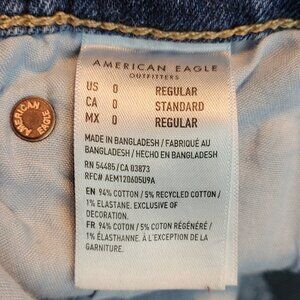 AMERICAN EAGLE
OUTFITTERS
US 0 REGULAR
CA 0 STANDARD
MX 0 REGULAR
MADE IN BANGLADESH / FABRIQUÉ AU
BANGLADESH / HECHO EN BANGLADESH
RN 54485/CA 03873
RFC# AEM120605U9A
EN 94% COTTON / 5% RECYCLED COTTON /
1% ELASTANE. EXCLUSIVE OF
DECORATION.
FR 94% COTON / 5% COTON RÉGÉNÉRÉ /
1% ÉLASTHANNE. À L'EXCEPTION DE LA
GARNITURE.
AMERICAN
EAGLE